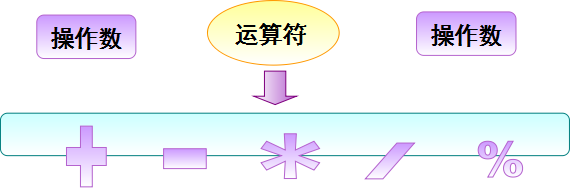 操作数 运算符 操作数
+ - * / %